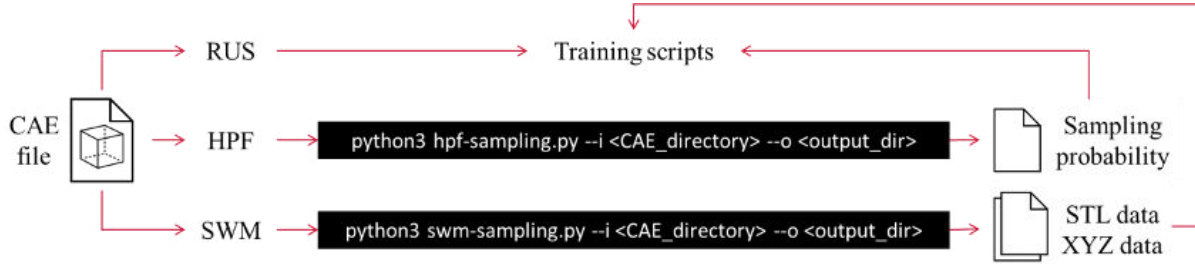 RUS
Training scripts
CAE
file
HPF
python3 hpf-sampling.py --i <CAE_directory> --o <output_dir>
Sampling
probability
SWM
python3 swm-sampling.py --i <CAE_directory> --o <output_dir>
STL data
XYZ data